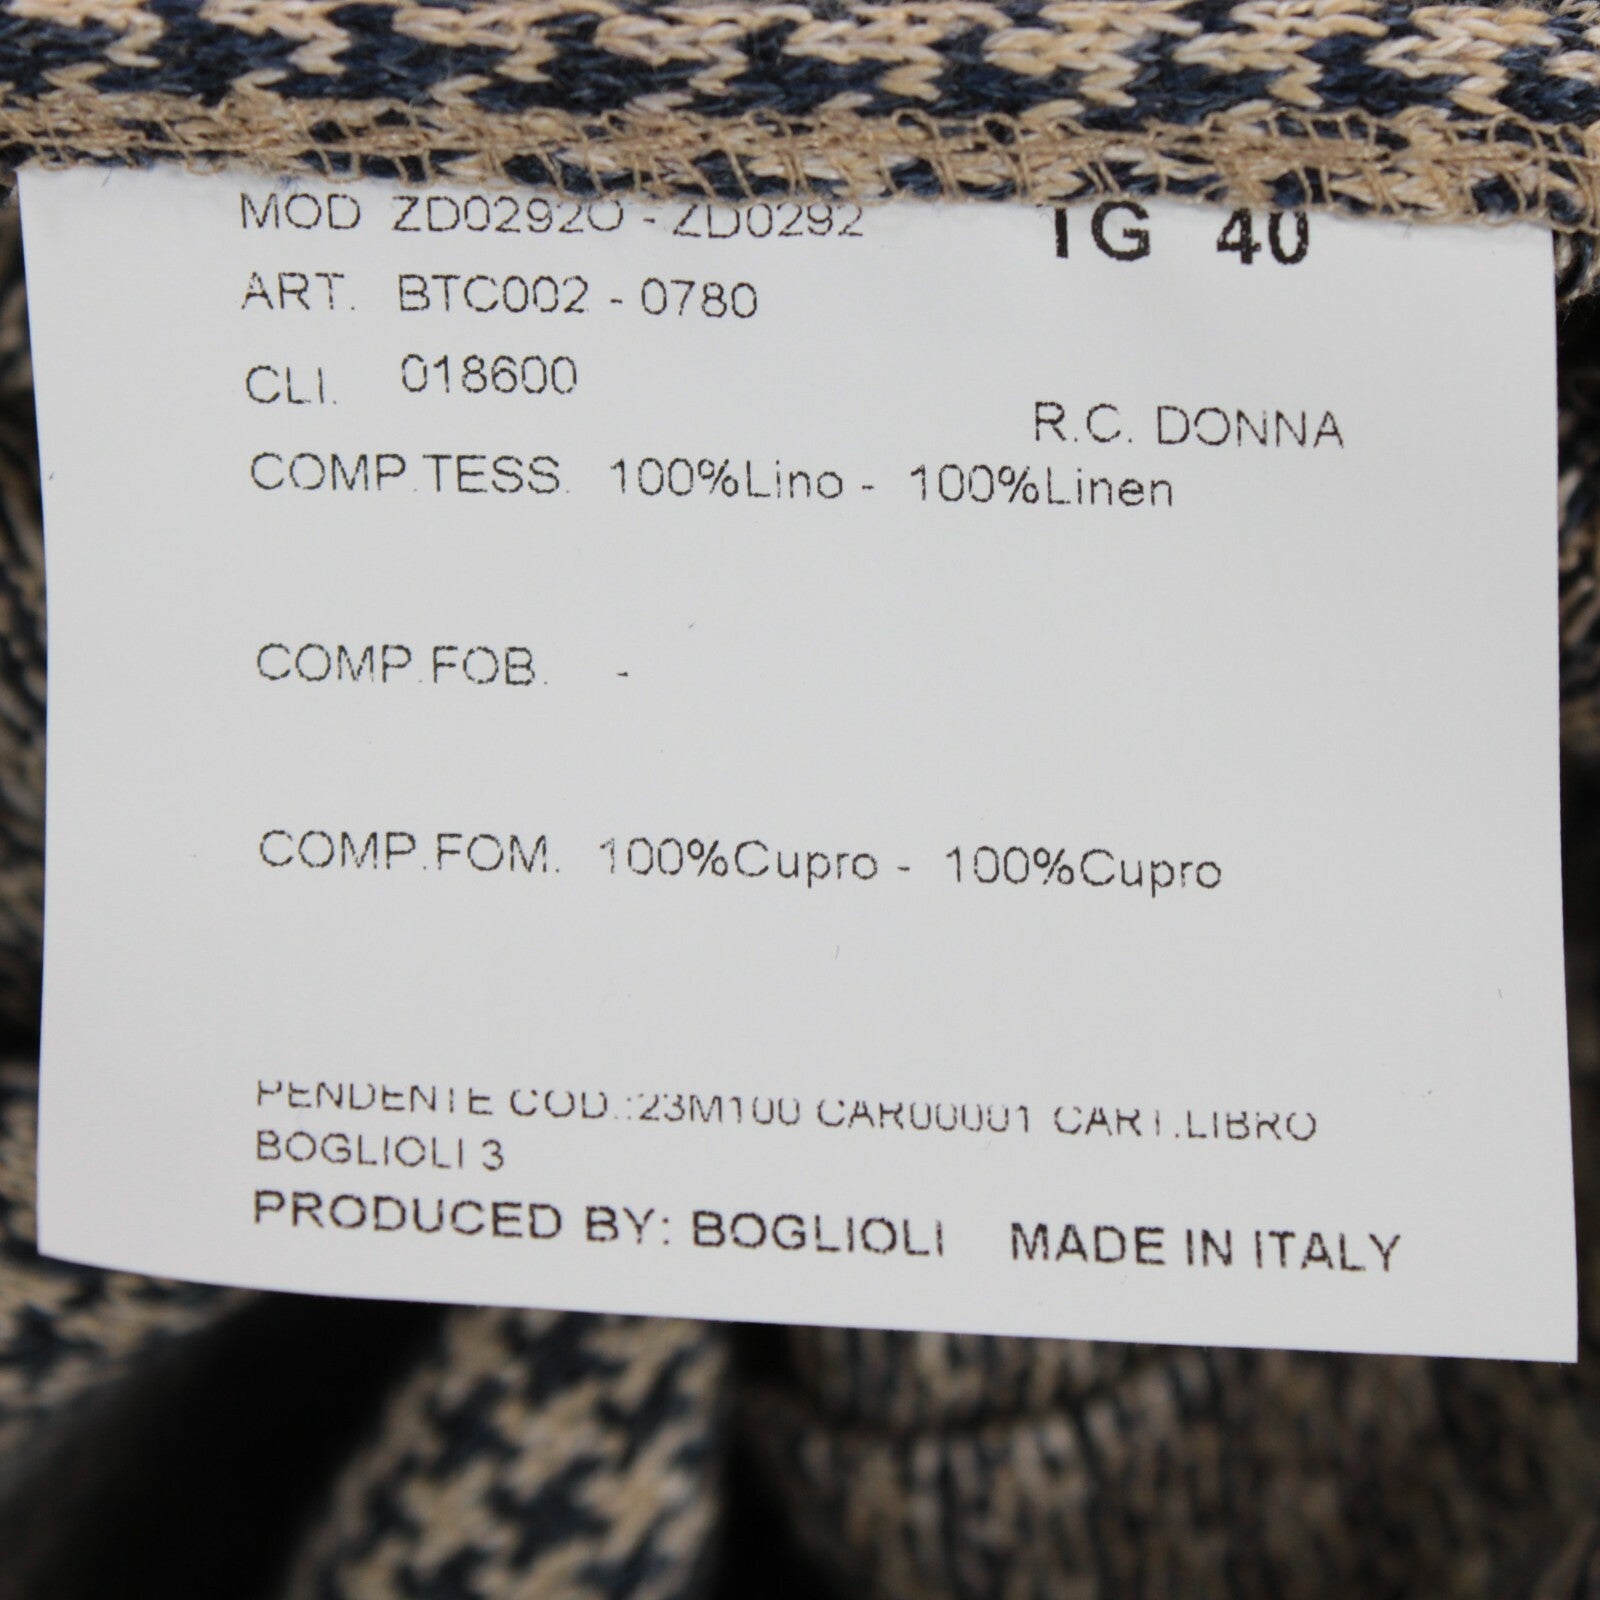 MOD ZD0292O - ZD0292 TG 40
ART. BTC002 - 0780
CLI. 018600
R.C. DONNA
COMP.TESS. 100%Lino - 100%Linen
COMP.FOB. -
COMP.FOM. 100%Cupro - 100%Cupro
PENDENTE COD.:23M100 CAR00001 CART.LIBRO
BOGLIOLI 3
PRODUCED BY: BOGLIOLI MADE IN ITALY